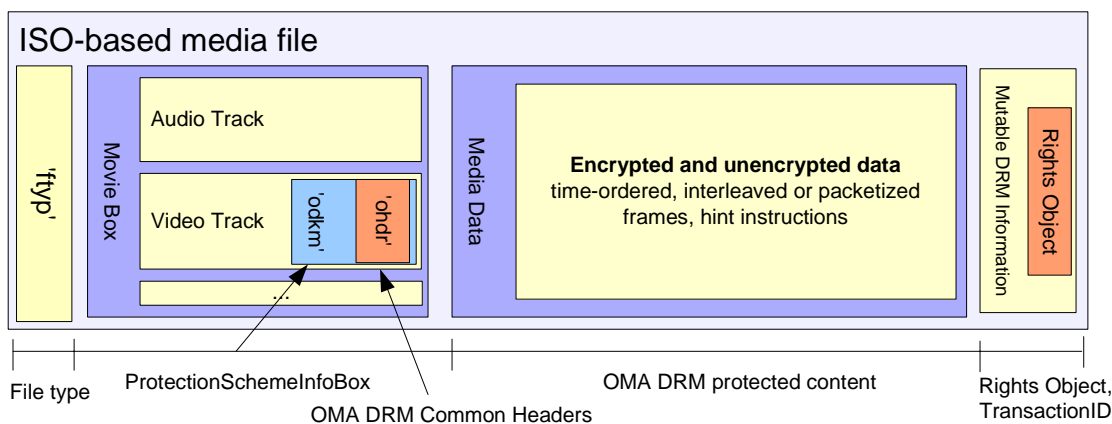 ISO-based media file
'ftyp'
Movie Box
Audio Track
Video Track
'odkm'
'ohdr'
...
Media Data
Encrypted and unencrypted data
time-ordered, interleaved or packetized
frames, hint instructions
Mutable DRM Information
Rights Object
File type
ProtectionSchemeInfoBox
OMA DRM Common Headers
OMA DRM protected content
Rights Object,
TransactionID